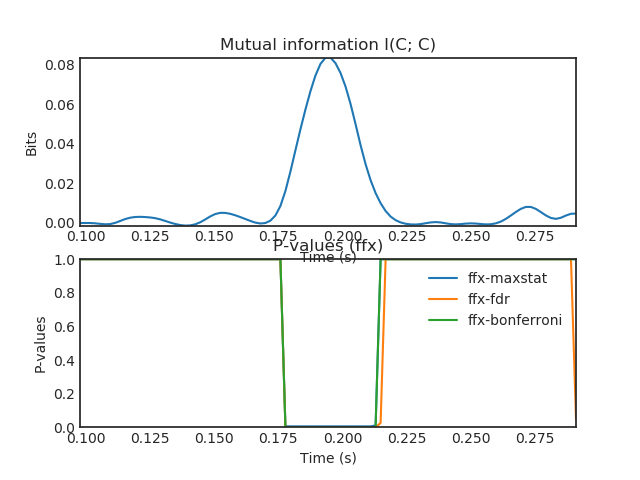 Mutual information I(C; C)
0.08
0.06
0.04
0.02
0.00
Bits
0.100 0.125 0.150 0.175 0.200 0.225 0.250 0.275
Time (s)
P-values (ffx)
1.0
0.8
0.6
0.4
0.2
0.0
P-values
ffx-maxstat
ffx-fdr
ffx-bonferroni
0.100 0.125 0.150 0.175 0.200 0.225 0.250 0.275
Time (s)